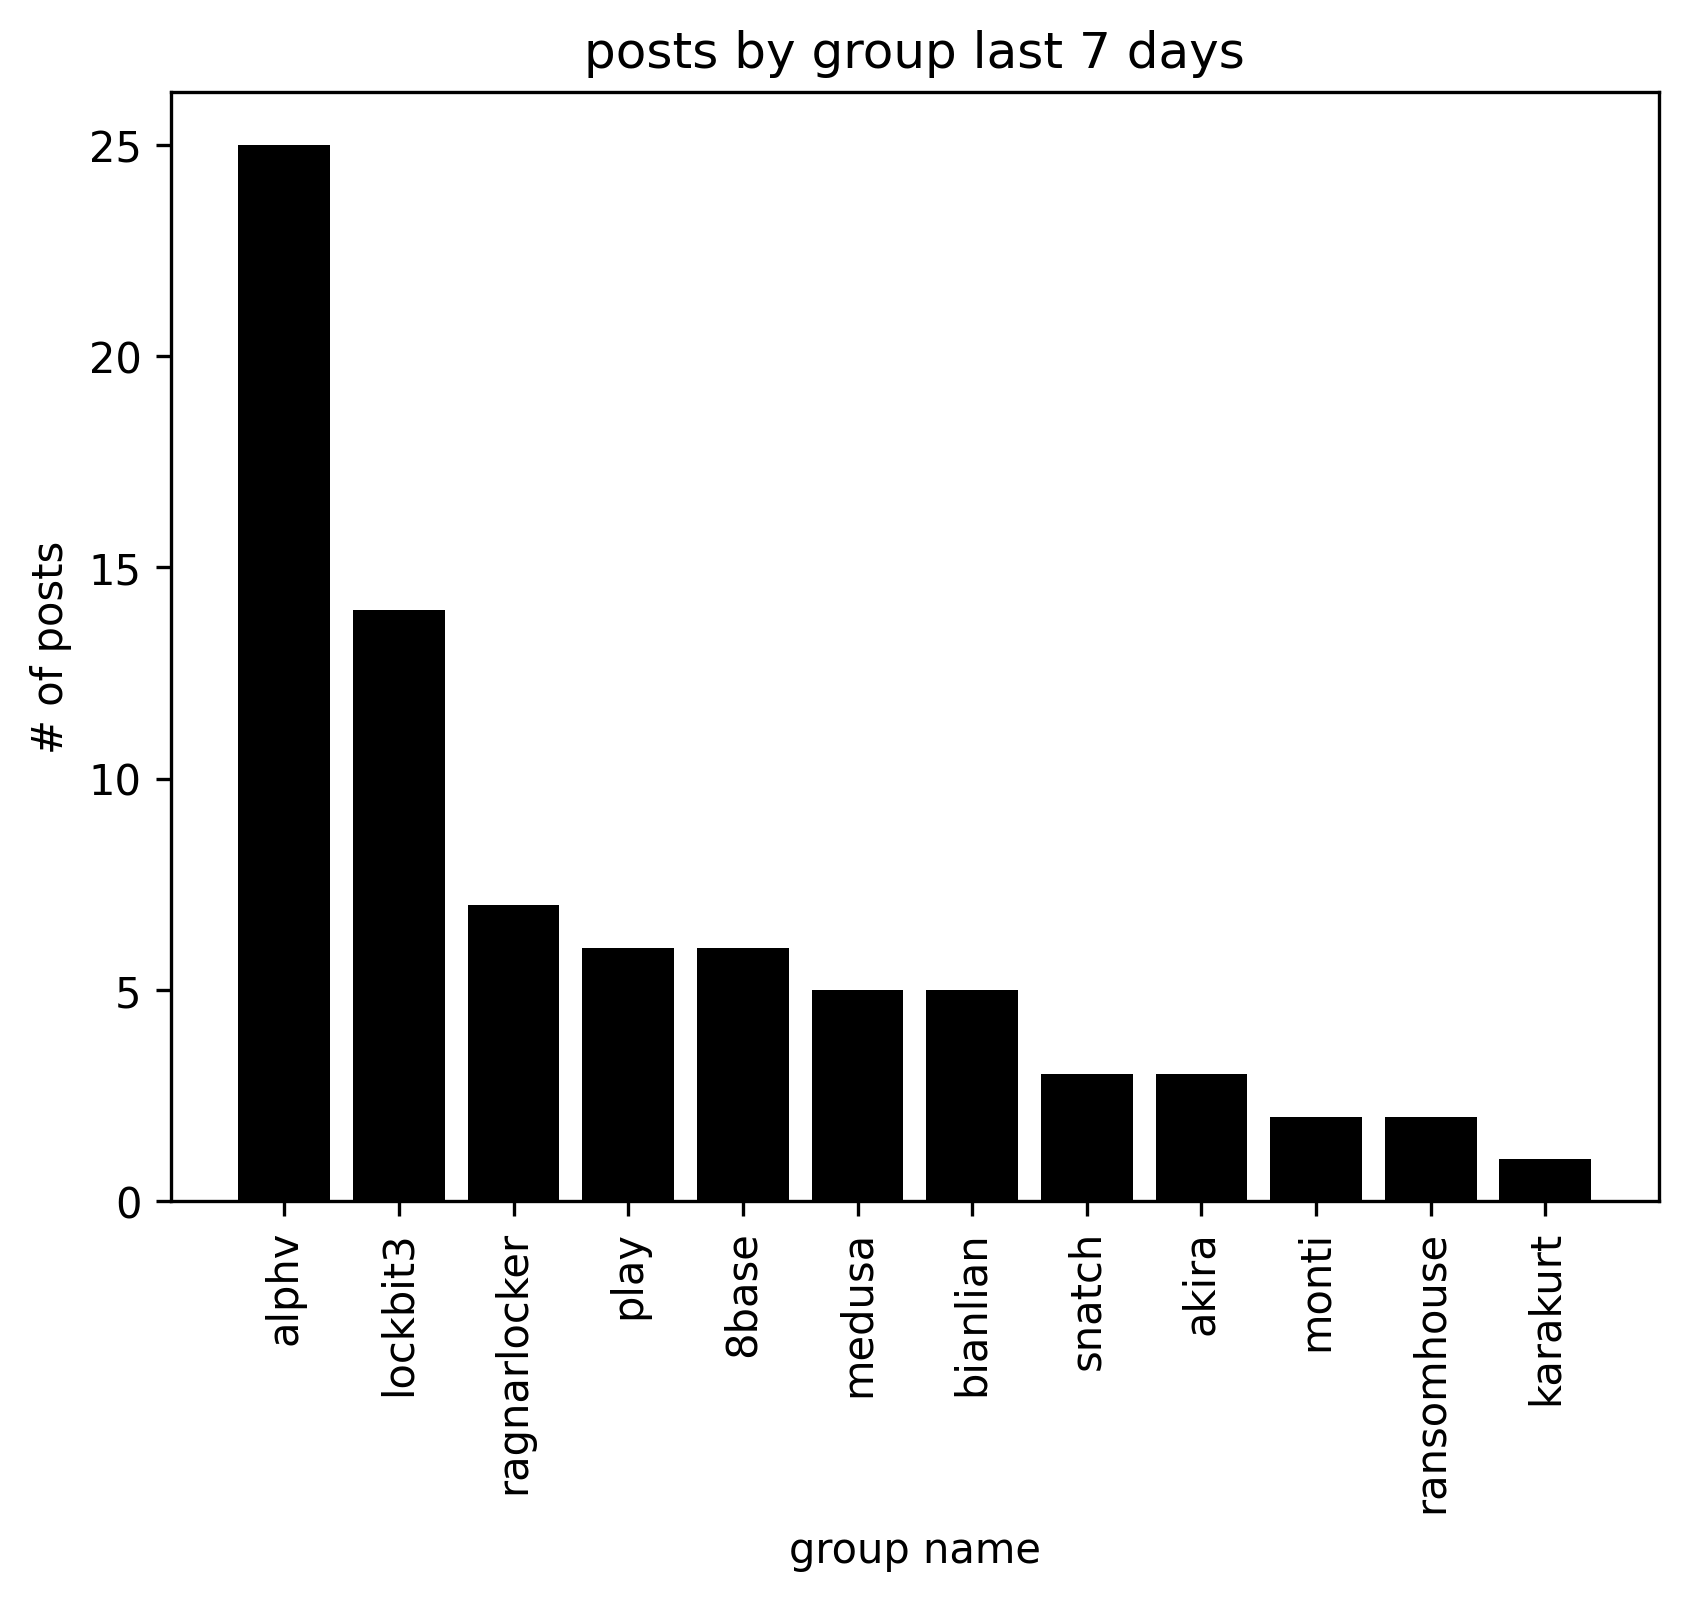 posts by group last 7 days
25
20
15
10
5
0
# of posts
alphv
lockbit3
ragnarlocker
play
8base
medusa
bianlian
snatch
akira
monti
ransomhouse
karakurt
group name